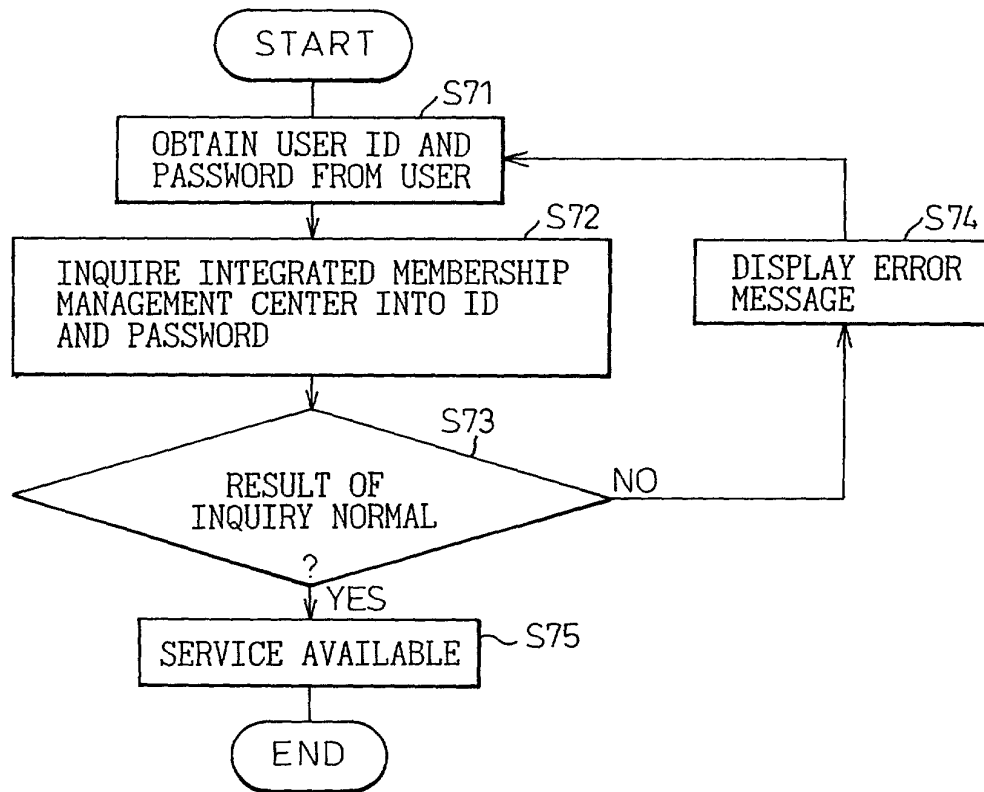 START
S71
OBTAIN USER ID AND
PASSWORD FROM USER
S72
INQUIRE INTEGRATED MEMBERSHIP
MANAGEMENT CENTER INTO ID
AND PASSWORD
S74
DISPLAY ERROR
MESSAGE
S73
RESULT OF
INQUIRY NORMAL
?
NO
YES
SERVICE AVAILABLE
S75
END